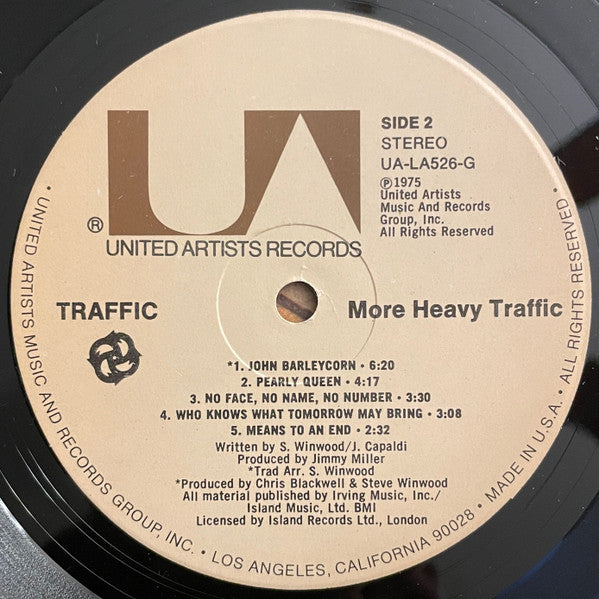 UA
®
UNITED ARTISTS RECORDS
SIDE 2
STEREO
UA-LA526-G
℗1975
United Artists
Music And Records
Group, Inc.
All Rights Reserved
TRAFFIC
More Heavy Traffic
*1. JOHN BARLEYCORN • 6:20
2. PEARLY QUEEN • 4:17
3. NO FACE, NO NAME, NO NUMBER • 3:30
4. WHO KNOWS WHAT TOMORROW MAY BRING • 3:08
5. MEANS TO AN END • 2:32
Written by S. Winwood/J. Capaldi
Produced by Jimmy Miller
*Trad Arr. S. Winwood
*Produced by Chris Blackwell & Steve Winwood
All material published by Irving Music, Inc./
Island Music, Ltd. BMI
Licensed by Island Records Ltd., London
• UNITED ARTISTS MUSIC AND RECORDS GROUP, INC. • LOS ANGELES, CALIFORNIA 90028 • MADE IN U.S.A. • ALL RIGHTS RESERVED •